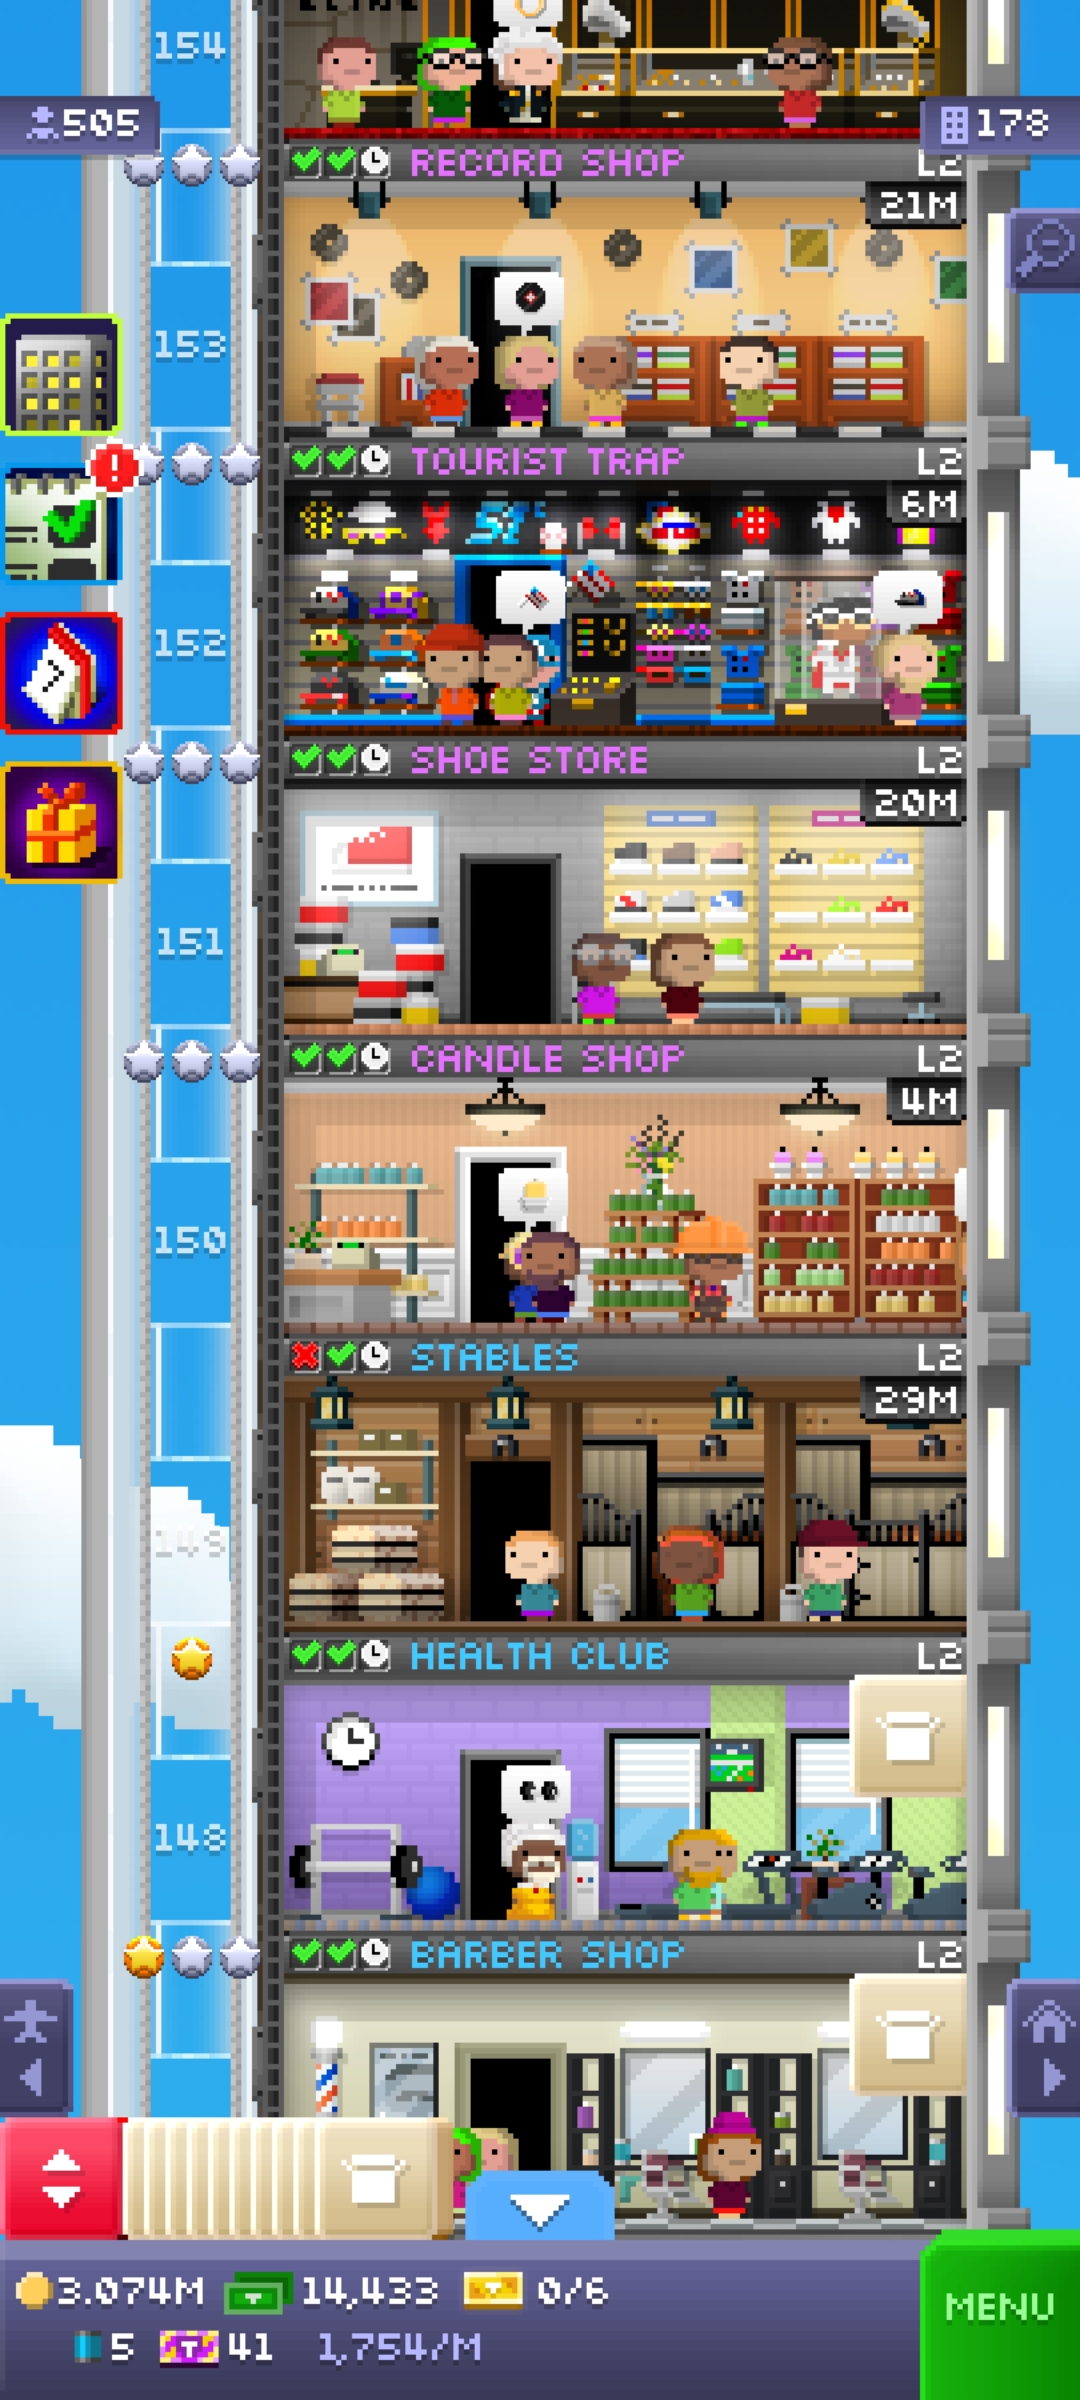 154
505
178
RECORD SHOP
L2
21M
153
TOURIST TRAP
L2
6M
152
SHOE STORE
L2
20M
151
CANDLE SHOP
L2
4M
150
STABLES
L2
29M
149
HEALTH CLUB
L2
148
BARBER SHOP
L2
3.074M
14,433
0/6
MENU
5
41
1,754/M